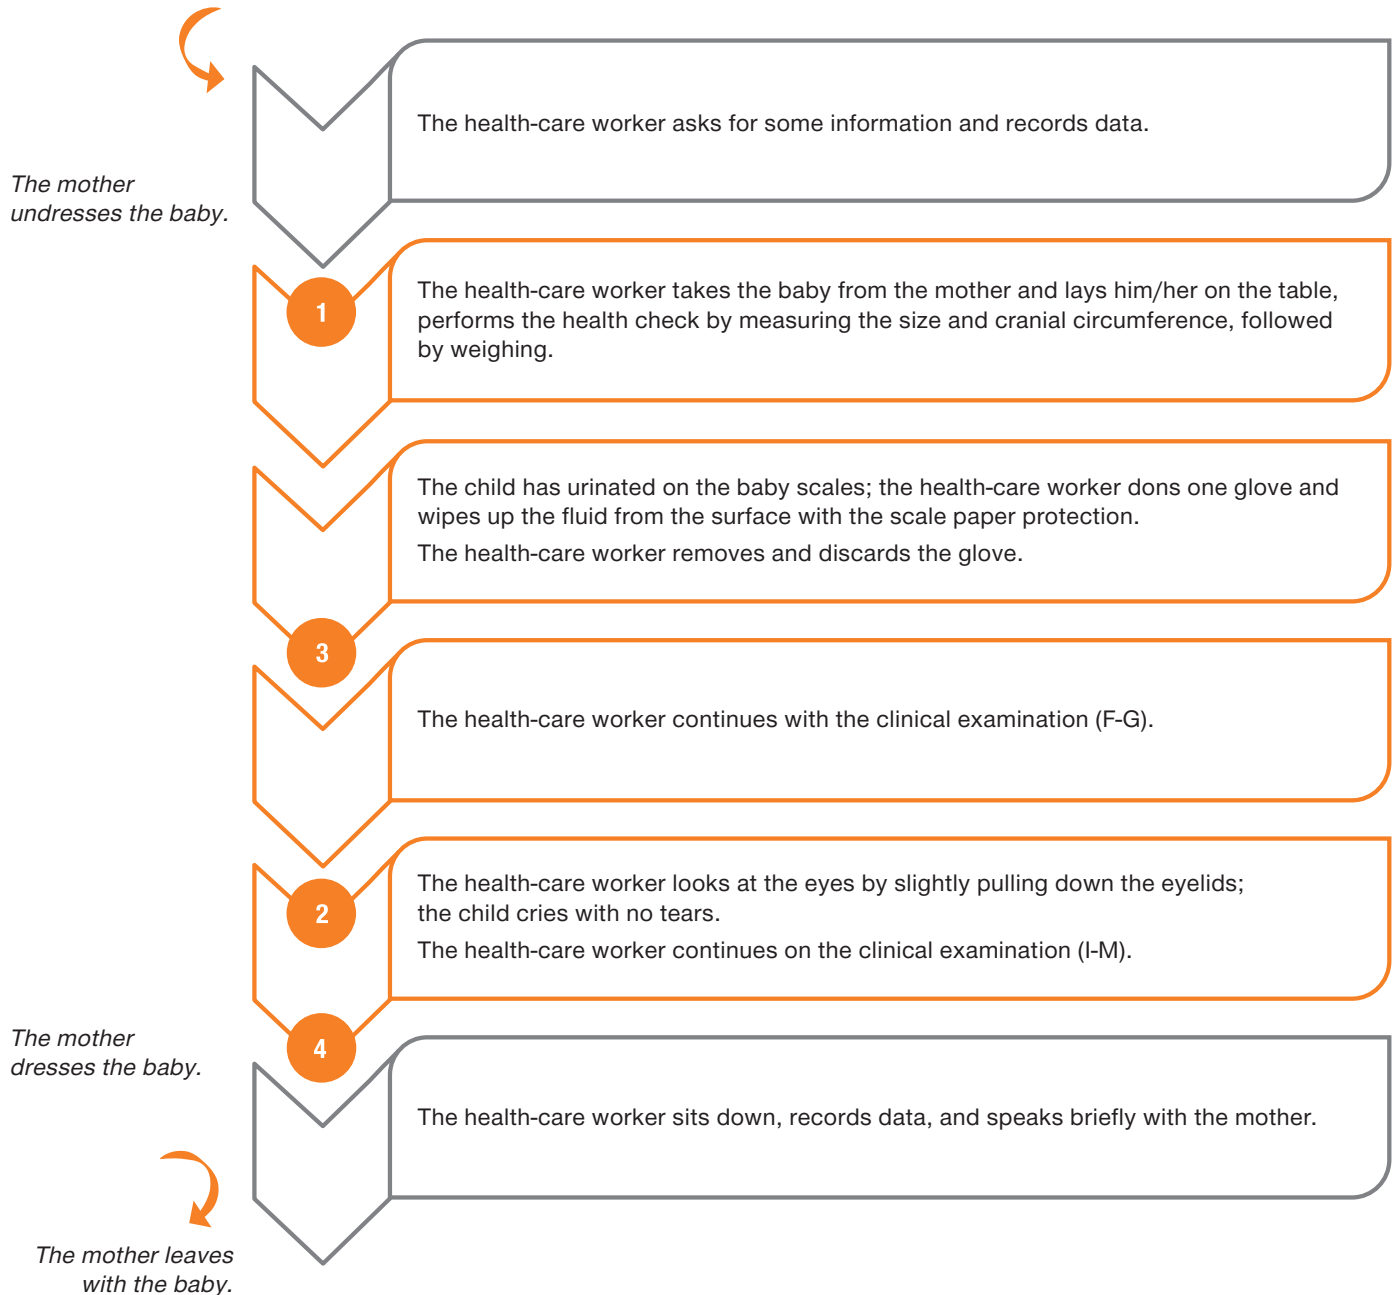 The health-care worker asks for some information and records data.
The mother
undresses the baby.
1
The health-care worker takes the baby from the mother and lays him/her on the table,
performs the health check by measuring the size and cranial circumference, followed
by weighing.
The child has urinated on the baby scales; the health-care worker dons one glove and
wipes up the fluid from the surface with the scale paper protection.
The health-care worker removes and discards the glove.
3
The health-care worker continues with the clinical examination (F-G).
2
The health-care worker looks at the eyes by slightly pulling down the eyelids;
the child cries with no tears.
The health-care worker continues on the clinical examination (I-M).
The mother
dresses the baby.
4
The health-care worker sits down, records data, and speaks briefly with the mother.
The mother leaves
with the baby.